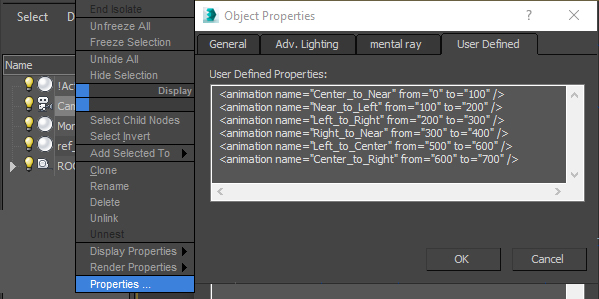 Select
D
Name
!Ac
Can
Mor
ref_
ROO
End Isolate
Unfreeze All
Freeze Selection
Unhide All
Hide Selection
Display
Select Child Nodes
Select Invert
Add Selected To
Clone
Rename
Delete
Unlink
Unnest
Display Properties
Render Properties
Properties ...
Object Properties
General
Adv. Lighting
mental ray
User Defined
User Defined Properties:
<animation name="Center_to_Near" from="0" to="100" />
<animation name="Near_to_Left" from="100" to="200" />
<animation name="Left_to_Right" from="200" to="300" />
<animation name="Right_to_Near" from="300" to="400" />
<animation name="Left_to_Center" from="500" to="600" />
<animation name="Center_to_Right" from="600" to="700" />
OK
Cancel